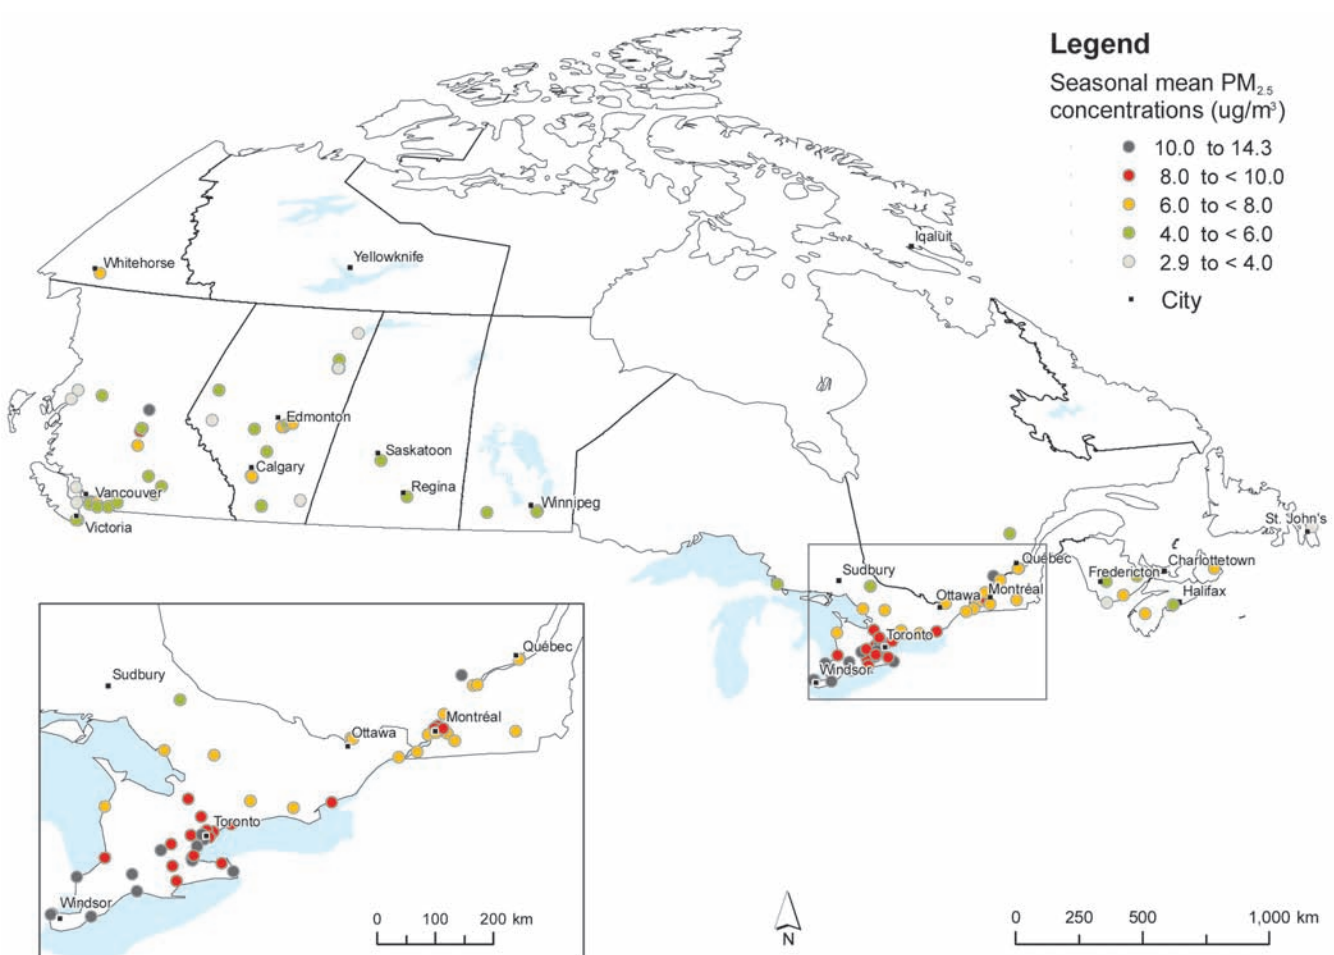 Legend
Seasonal mean PM2.5
concentrations (ug/m³)
10.0 to 14.3
8.0 to < 10.0
6.0 to < 8.0
4.0 to < 6.0
2.9 to < 4.0
City
Iqaluit
Whitehorse
Yellowknife
Edmonton
Saskatoon
Calgary
Regina
Vancouver
Winnipeg
Victoria
St. John's
Québec
Charlottetown
Sudbury
Fredericton
Ottawa
Montréal
Halifax
Toronto
Windsor
Québec
Sudbury
Montréal
Ottawa
Toronto
Windsor
0 100 200 km
N
0 250 500 1,000 km